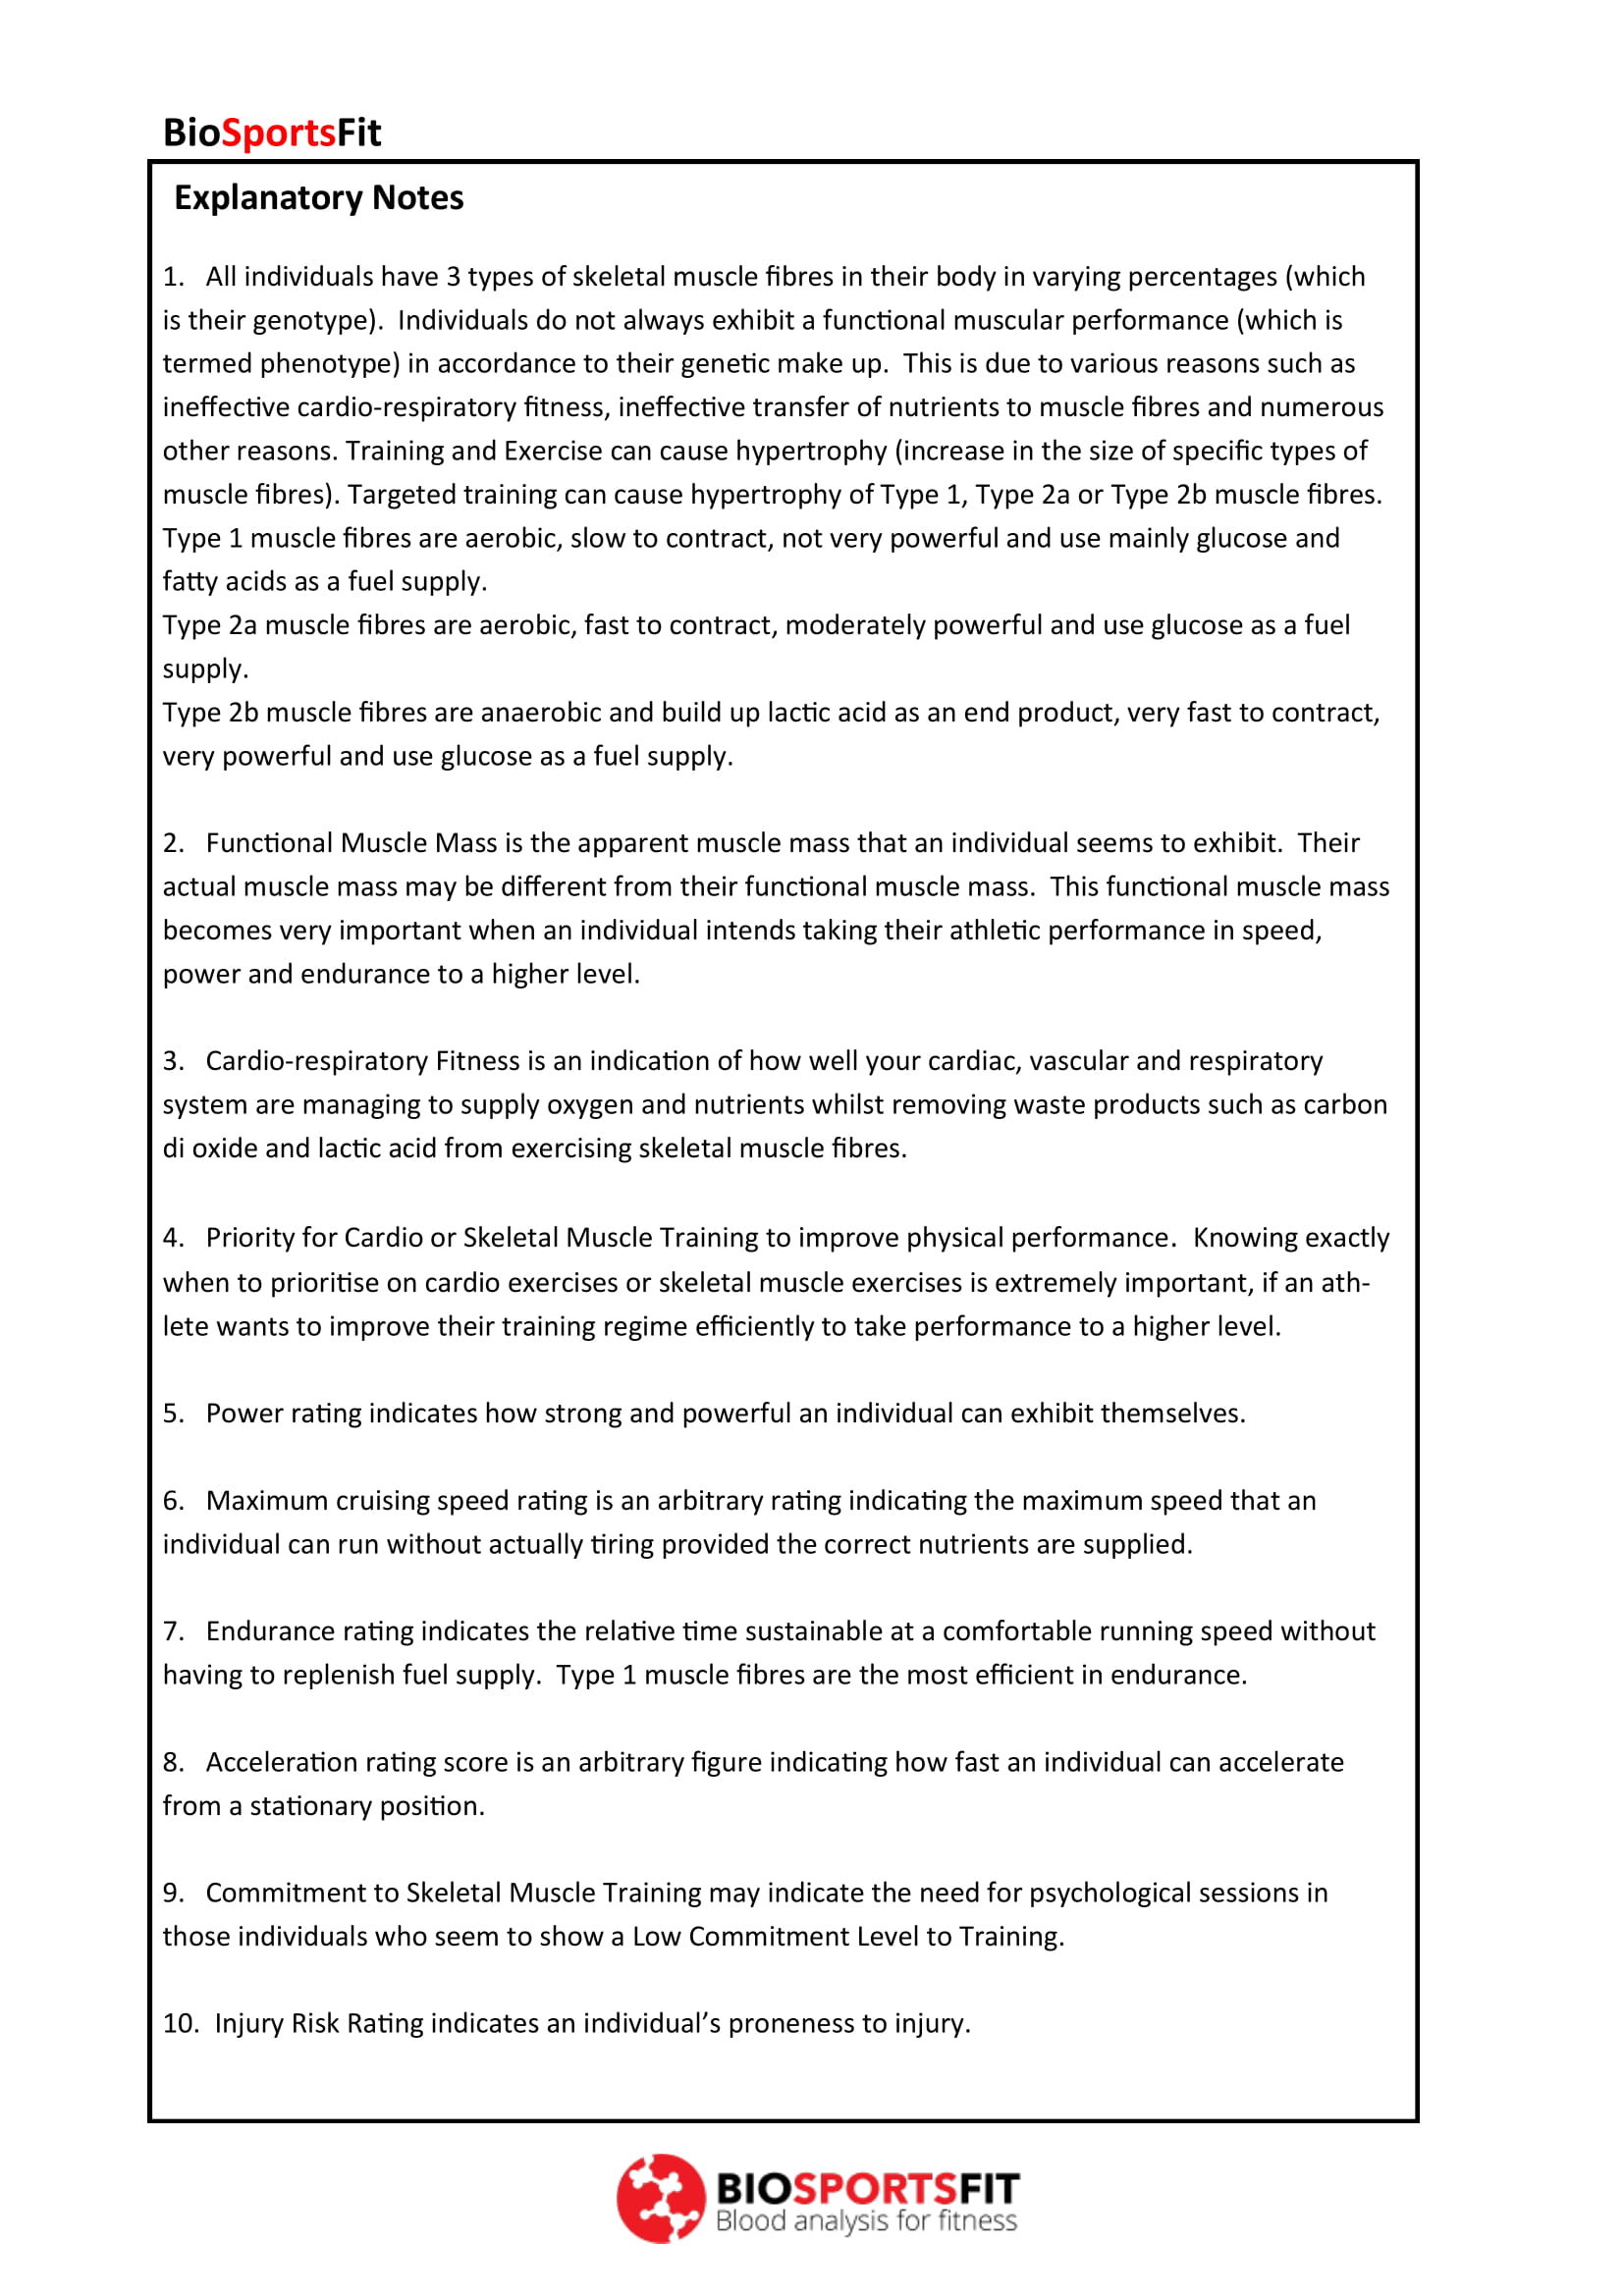 BioSportsFit
Explanatory Notes
1.   All individuals have 3 types of skeletal muscle fibres in their body in varying percentages (which
is their genotype).  Individuals do not always exhibit a functional muscular performance (which is
termed phenotype) in accordance to their genetic make up.  This is due to various reasons such as
ineffective cardio-respiratory fitness, ineffective transfer of nutrients to muscle fibres and numerous
other reasons. Training and Exercise can cause hypertrophy (increase in the size of specific types of
muscle fibres). Targeted training can cause hypertrophy of Type 1, Type 2a or Type 2b muscle fibres.
Type 1 muscle fibres are aerobic, slow to contract, not very powerful and use mainly glucose and
fatty acids as a fuel supply.
Type 2a muscle fibres are aerobic, fast to contract, moderately powerful and use glucose as a fuel
supply.
Type 2b muscle fibres are anaerobic and build up lactic acid as an end product, very fast to contract,
very powerful and use glucose as a fuel supply.
2.   Functional Muscle Mass is the apparent muscle mass that an individual seems to exhibit.  Their
actual muscle mass may be different from their functional muscle mass.  This functional muscle mass
becomes very important when an individual intends taking their athletic performance in speed,
power and endurance to a higher level.
3.   Cardio-respiratory Fitness is an indication of how well your cardiac, vascular and respiratory
system are managing to supply oxygen and nutrients whilst removing waste products such as carbon
di oxide and lactic acid from exercising skeletal muscle fibres.
4.   Priority for Cardio or Skeletal Muscle Training to improve physical performance.  Knowing exactly
when to prioritise on cardio exercises or skeletal muscle exercises is extremely important, if an ath-
lete wants to improve their training regime efficiently to take performance to a higher level.
5.   Power rating indicates how strong and powerful an individual can exhibit themselves.
6.   Maximum cruising speed rating is an arbitrary rating indicating the maximum speed that an
individual can run without actually tiring provided the correct nutrients are supplied.
7.   Endurance rating indicates the relative time sustainable at a comfortable running speed without
having to replenish fuel supply.  Type 1 muscle fibres are the most efficient in endurance.
8.   Acceleration rating score is an arbitrary figure indicating how fast an individual can accelerate
from a stationary position.
9.   Commitment to Skeletal Muscle Training may indicate the need for psychological sessions in
those individuals who seem to show a Low Commitment Level to Training.
10.  Injury Risk Rating indicates an individual’s proneness to injury.
BIOSPORTSFIT
Blood analysis for fitness